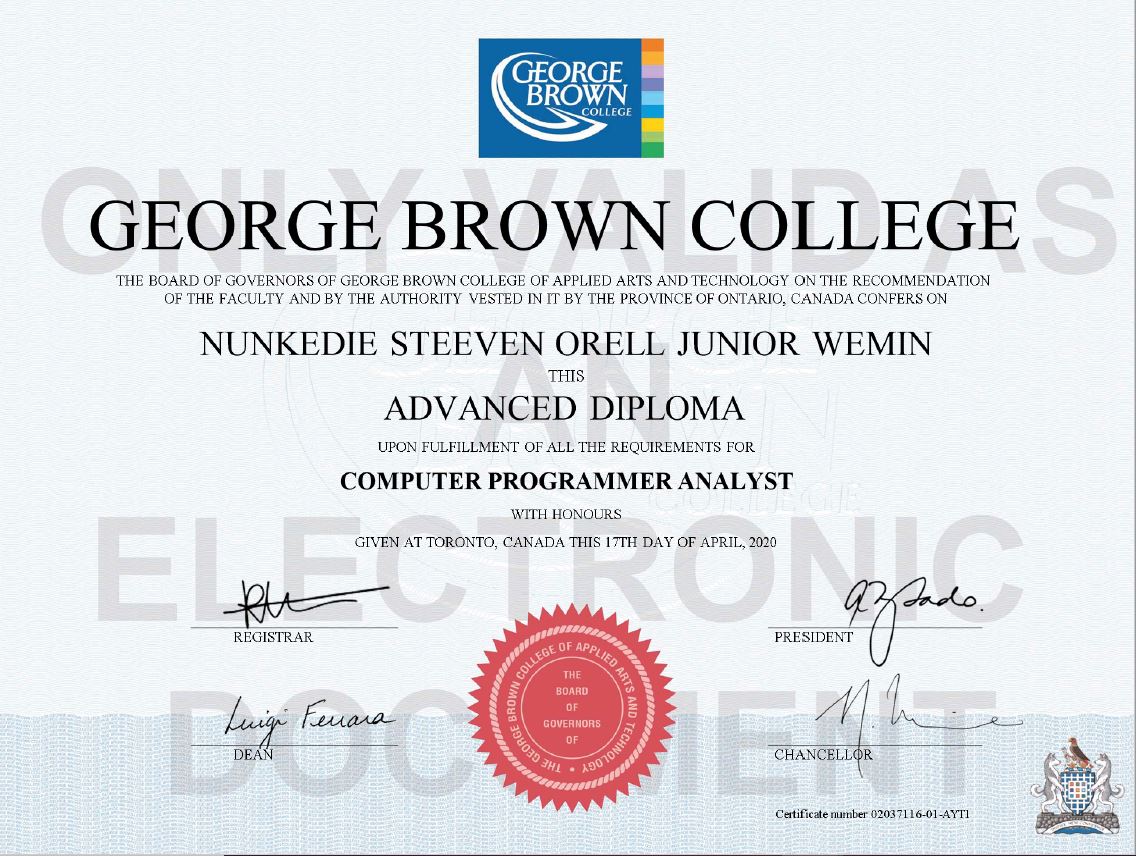 GEORGE
BROWN
COLLEGE
ONLY VALID AS
AN
ELECTRONIC
DOCUMENT
GEORGE BROWN COLLEGE
THE BOARD OF GOVERNORS OF GEORGE BROWN COLLEGE OF APPLIED ARTS AND TECHNOLOGY ON THE RECOMMENDATION
OF THE FACULTY AND BY THE AUTHORITY VESTED IN IT BY THE PROVINCE OF ONTARIO, CANADA CONFERS ON
NUNKEDIE STEEVEN ORELL JUNIOR WEMIN
THIS
ADVANCED DIPLOMA
UPON FULFILLMENT OF ALL THE REQUIREMENTS FOR
COMPUTER PROGRAMMER ANALYST
WITH HONOURS
GIVEN AT TORONTO, CANADA THIS 17TH DAY OF APRIL, 2020
REGISTRAR
PRESIDENT
Luigi Ferrara
DEAN
CHANCELLOR
THE GEORGE BROWN COLLEGE OF APPLIED ARTS AND TECHNOLOGY •
THE
BOARD
OF
GOVERNORS
OF
Certificate number 02037116-01-AYTI